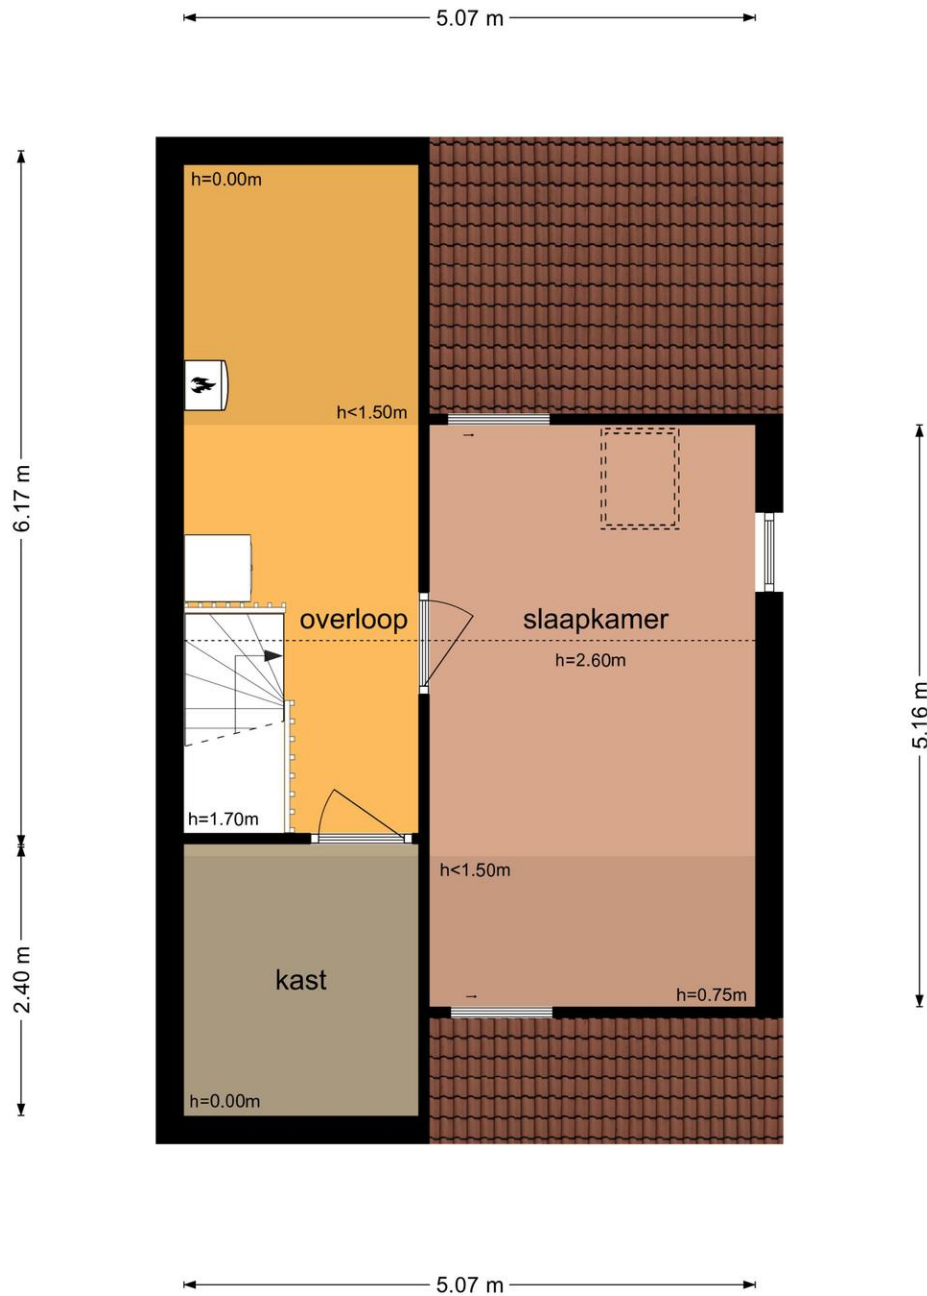 5.07 m
h=0.00m
h<1.50m
6.17 m
overloop
slaapkamer
h=2.60m
5.16 m
h=1.70m
h<1.50m
kast
2.40 m
h=0.75m
h=0.00m
5.07 m